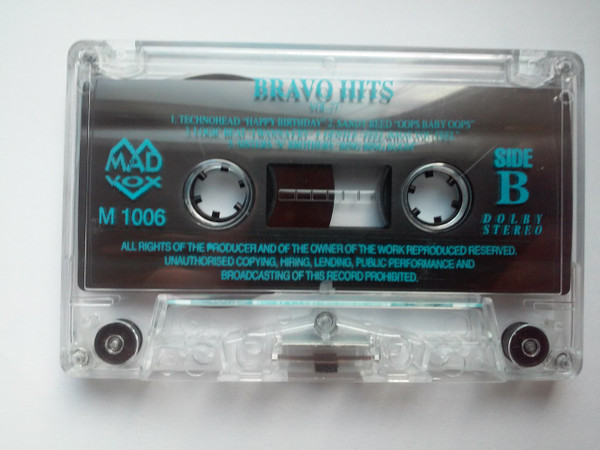 BRAVO HITS
1. TECHNOHEAD "HAPPY BIRTHDAY" 2. SANDY REED "OOPS BABY OOPS"
MAD
VOX
M 1006
SIDE
B
DOLBY
STEREO
ALL RIGHTS OF THE PRODUCER AND OF THE OWNER OF THE WORK REPRODUCED RESERVED.
UNAUTHORISED COPYING, HIRING, LENDING, PUBLIC PERFORMANCE AND
BROADCASTING OF THIS RECORD PROHIBITED.